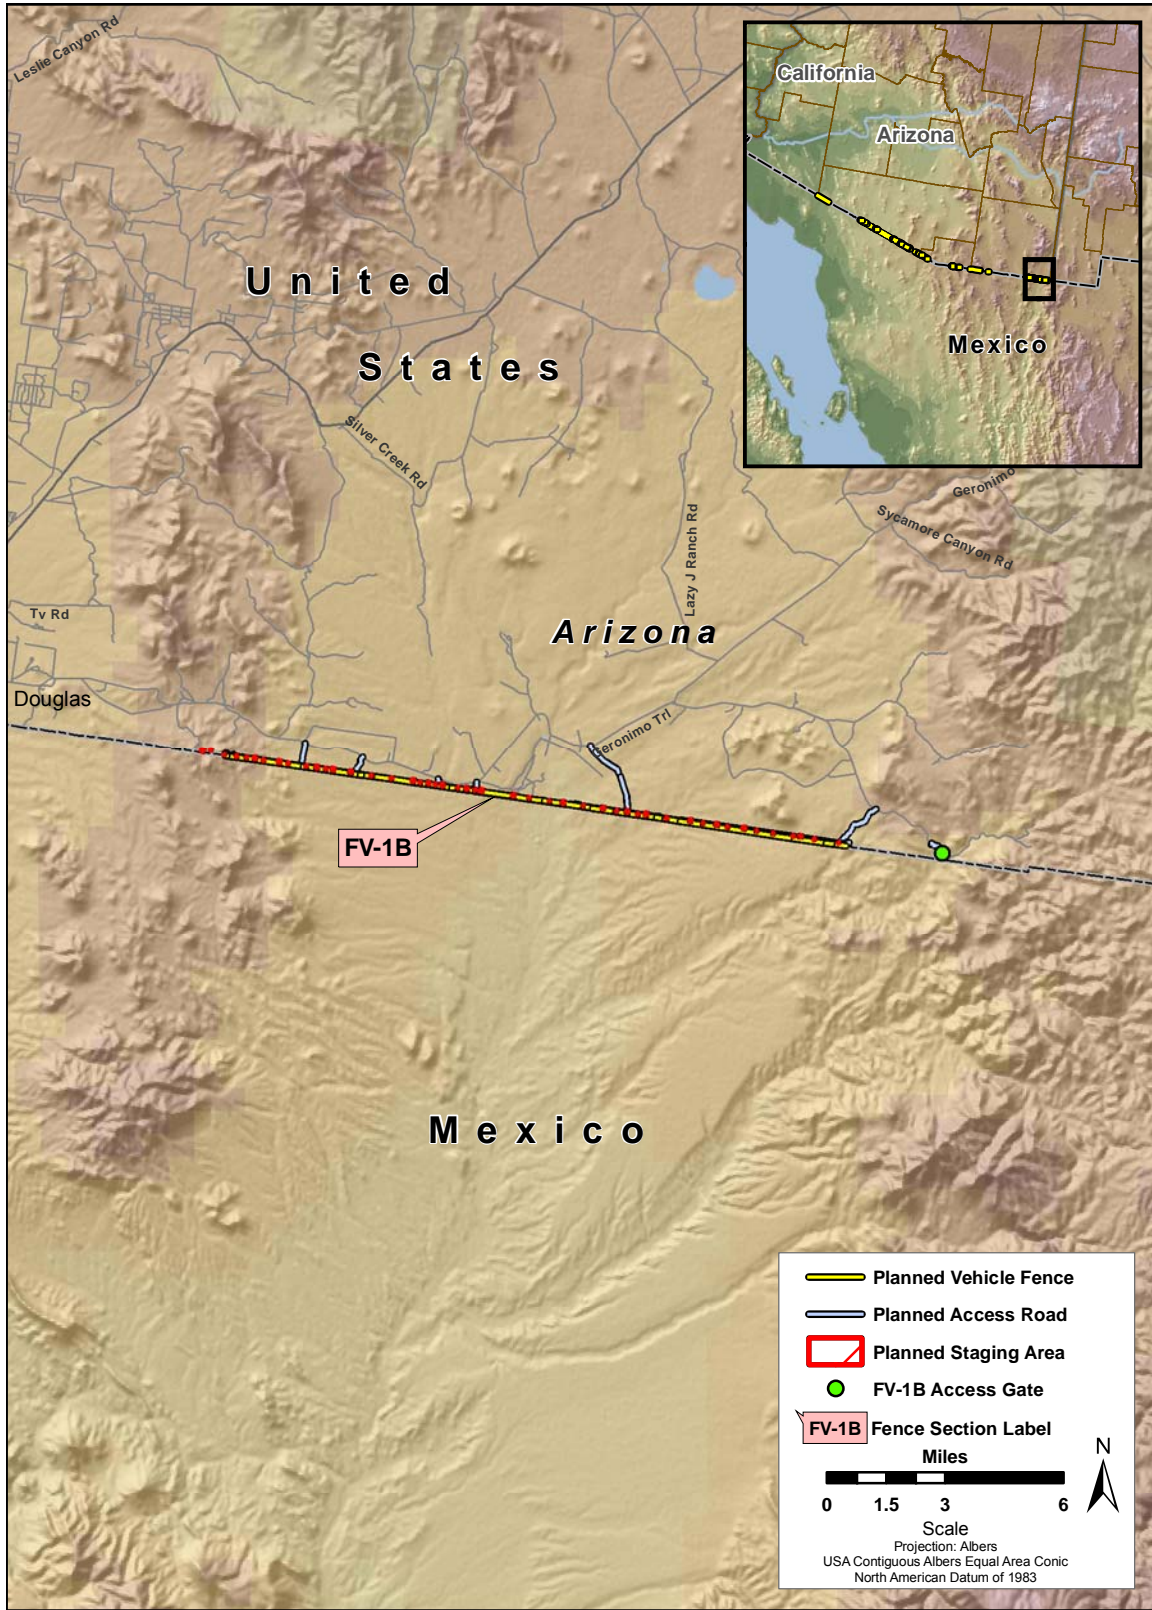 Leslie Canyon Rd
California
Arizona
Mexico
United
States
Silver Creek Rd
Geronimo
Sycamore Canyon Rd
Lazy J Ranch Rd
Tv Rd
Arizona
Douglas
Geronimo Trl
FV-1B
Mexico
Planned Vehicle Fence
Planned Access Road
Planned Staging Area
FV-1B Access Gate
FV-1B Fence Section Label
Miles
N
0 1.5 3 6
Scale
Projection: Albers
USA Contiguous Albers Equal Area Conic
North American Datum of 1983